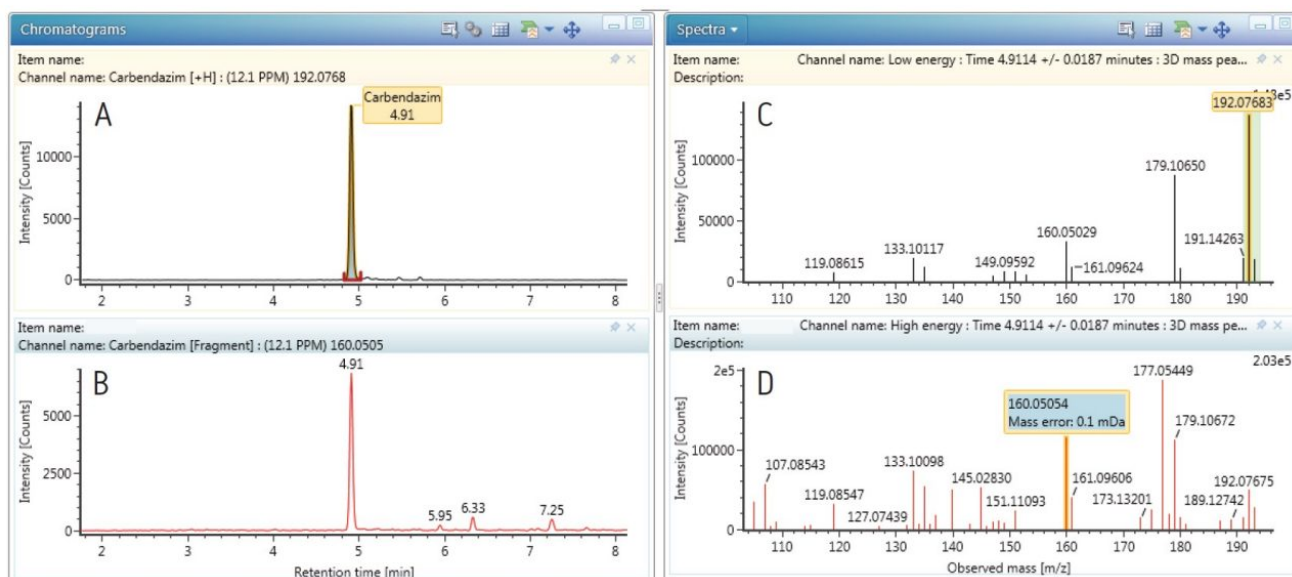 Chromatograms
Item name:
Channel name: Carbendazim [+H] : (12.1 PPM) 192.0768
A
Carbendazim
4.91
Intensity [Counts]
10000
5000
0
2 3 4 5 6 7 8
Item name:
Channel name: Carbendazim [Fragment] : (12.1 PPM) 160.0505
B
4.91
Intensity [Counts]
5000
2500
0
5.95
6.33
7.25
2 3 4 5 6 7 8
Retention time [min]
Spectra
Item name: Channel name: Low energy : Time 4.9114 +/- 0.0187 minutes : 3D mass pea...
Description:
C
192.07683
Intensity [Counts]
100000
50000
0
179.10650
160.05029
191.14263
133.10117
149.09592
161.09624
119.08615
110 120 130 140 150 160 170 180 190
Item name: Channel name: High energy : Time 4.9114 +/- 0.0187 minutes : 3D mass pea...
Description:
2.03e5
D
2e5
Intensity [Counts]
100000
0
177.05449
160.05054
Mass error: 0.1 mDa
179.10672
133.10098
107.08543
145.02830
161.09606
192.07675
119.08547
151.11093
173.13201
189.12742
127.07439
110 120 130 140 150 160 170 180 190
Observed mass [m/z]